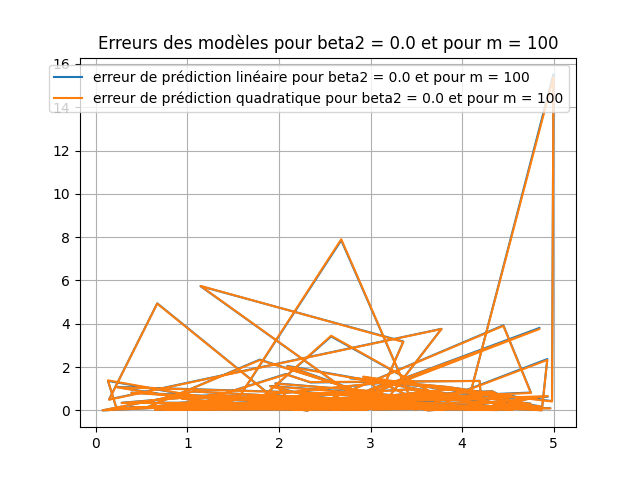 Erreurs des modèles pour beta2 = 0.0 et pour m = 100
erreur de prédiction linéaire pour beta2 = 0.0 et pour m = 100
erreur de prédiction quadratique pour beta2 = 0.0 et pour m = 100
16
14
12
10
8
6
4
2
0
0 1 2 3 4 5